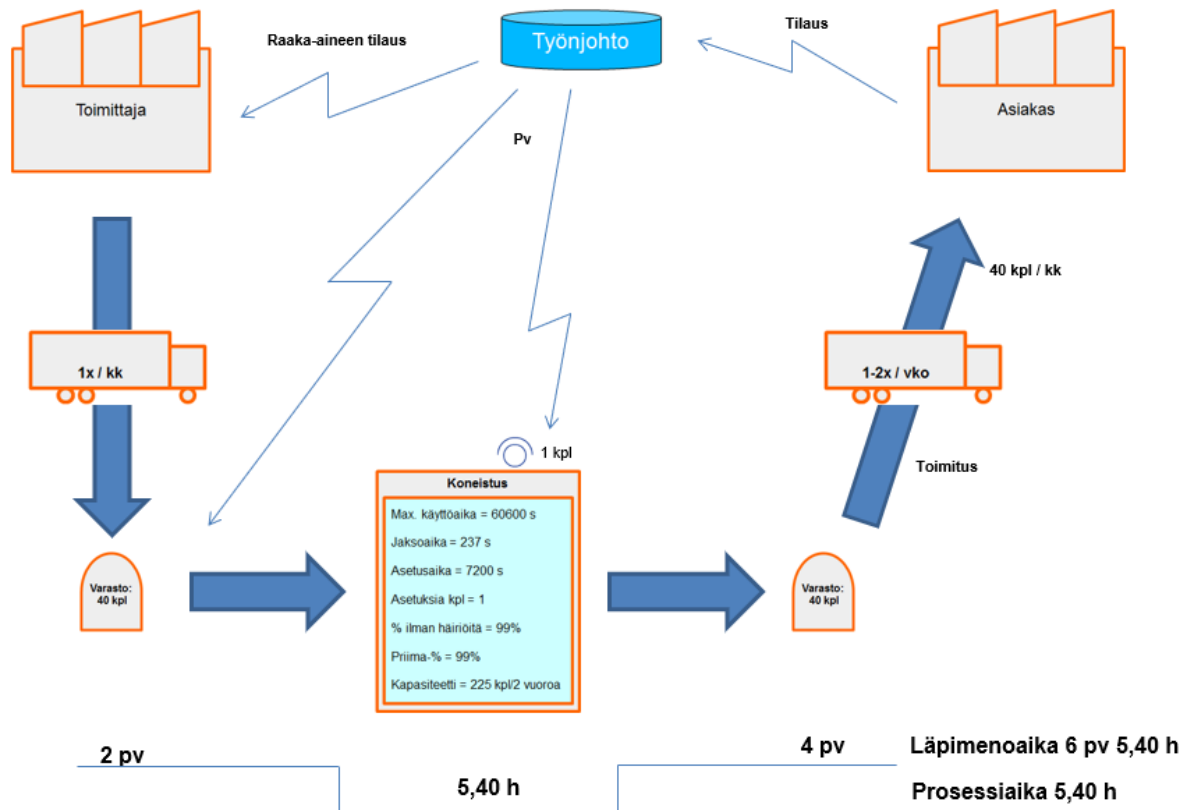 Raaka-aineen tilaus
Työnjohto
Tilaus
Toimittaja
Asiakas
Pv
40 kpl / kk
1x / kk
1-2x / vko
1 kpl
Toimitus
Koneistus
Max. käyttöaika = 60600 s
Jaksoaika = 237 s
Asetusaika = 7200 s
Asetuksia kpl = 1
% ilman häiriöitä = 99%
Priima-% = 99%
Kapasiteetti = 225 kpl/2 vuoroa
Varasto:
40 kpl
Varasto:
40 kpl
2 pv
5,40 h
4 pv
Läpimenoaika 6 pv 5,40 h
Prosessiaika 5,40 h